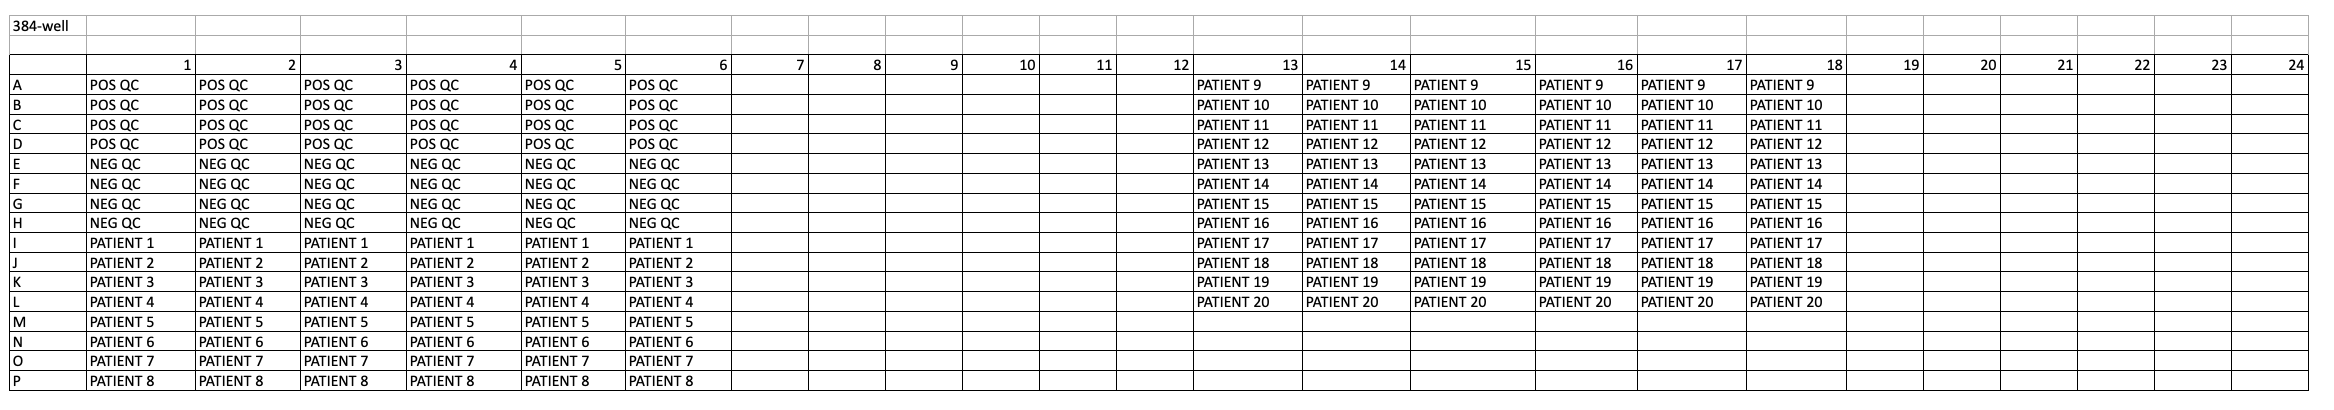 384-well
1 2 3 4 5 6 7 8 9 10 11 12 13 14 15 16 17 18 19 20 21 22 23 24
A POS QC POS QC POS QC POS QC POS QC POS QC PATIENT 9 PATIENT 9 PATIENT 9 PATIENT 9 PATIENT 9 PATIENT 9
B POS QC POS QC POS QC POS QC POS QC POS QC PATIENT 10 PATIENT 10 PATIENT 10 PATIENT 10 PATIENT 10 PATIENT 10
C POS QC POS QC POS QC POS QC POS QC POS QC PATIENT 11 PATIENT 11 PATIENT 11 PATIENT 11 PATIENT 11 PATIENT 11
D POS QC POS QC POS QC POS QC POS QC POS QC PATIENT 12 PATIENT 12 PATIENT 12 PATIENT 12 PATIENT 12 PATIENT 12
E NEG QC NEG QC NEG QC NEG QC NEG QC NEG QC PATIENT 13 PATIENT 13 PATIENT 13 PATIENT 13 PATIENT 13 PATIENT 13
F NEG QC NEG QC NEG QC NEG QC NEG QC NEG QC PATIENT 14 PATIENT 14 PATIENT 14 PATIENT 14 PATIENT 14 PATIENT 14
G NEG QC NEG QC NEG QC NEG QC NEG QC NEG QC PATIENT 15 PATIENT 15 PATIENT 15 PATIENT 15 PATIENT 15 PATIENT 15
H NEG QC NEG QC NEG QC NEG QC NEG QC NEG QC PATIENT 16 PATIENT 16 PATIENT 16 PATIENT 16 PATIENT 16 PATIENT 16
I PATIENT 1 PATIENT 1 PATIENT 1 PATIENT 1 PATIENT 1 PATIENT 1 PATIENT 17 PATIENT 17 PATIENT 17 PATIENT 17 PATIENT 17 PATIENT 17
J PATIENT 2 PATIENT 2 PATIENT 2 PATIENT 2 PATIENT 2 PATIENT 2 PATIENT 18 PATIENT 18 PATIENT 18 PATIENT 18 PATIENT 18 PATIENT 18
K PATIENT 3 PATIENT 3 PATIENT 3 PATIENT 3 PATIENT 3 PATIENT 3 PATIENT 19 PATIENT 19 PATIENT 19 PATIENT 19 PATIENT 19 PATIENT 19
L PATIENT 4 PATIENT 4 PATIENT 4 PATIENT 4 PATIENT 4 PATIENT 4 PATIENT 20 PATIENT 20 PATIENT 20 PATIENT 20 PATIENT 20 PATIENT 20
M PATIENT 5 PATIENT 5 PATIENT 5 PATIENT 5 PATIENT 5 PATIENT 5
N PATIENT 6 PATIENT 6 PATIENT 6 PATIENT 6 PATIENT 6 PATIENT 6
O PATIENT 7 PATIENT 7 PATIENT 7 PATIENT 7 PATIENT 7 PATIENT 7
P PATIENT 8 PATIENT 8 PATIENT 8 PATIENT 8 PATIENT 8 PATIENT 8